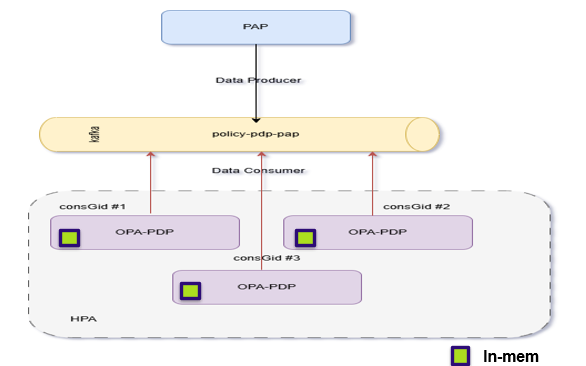 PAP
Data Producer
kafka
policy-pdp-pap
Data Consumer
consGid #1
consGid #2
OPA-PDP
OPA-PDP
consGid #3
OPA-PDP
HPA
In-mem